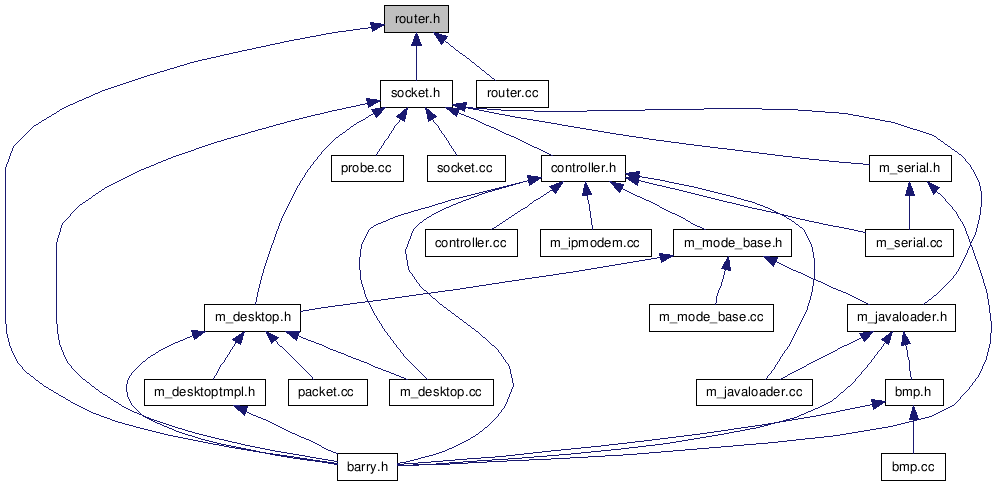 router.h
socket.h
router.cc
probe.cc
socket.cc
controller.h
m_serial.h
controller.cc
m_ipmodem.cc
m_mode_base.h
m_serial.cc
m_desktop.h
m_mode_base.cc
m_javaloader.h
m_desktoptmpl.h
packet.cc
m_desktop.cc
m_javaloader.cc
bmp.h
barry.h
bmp.cc